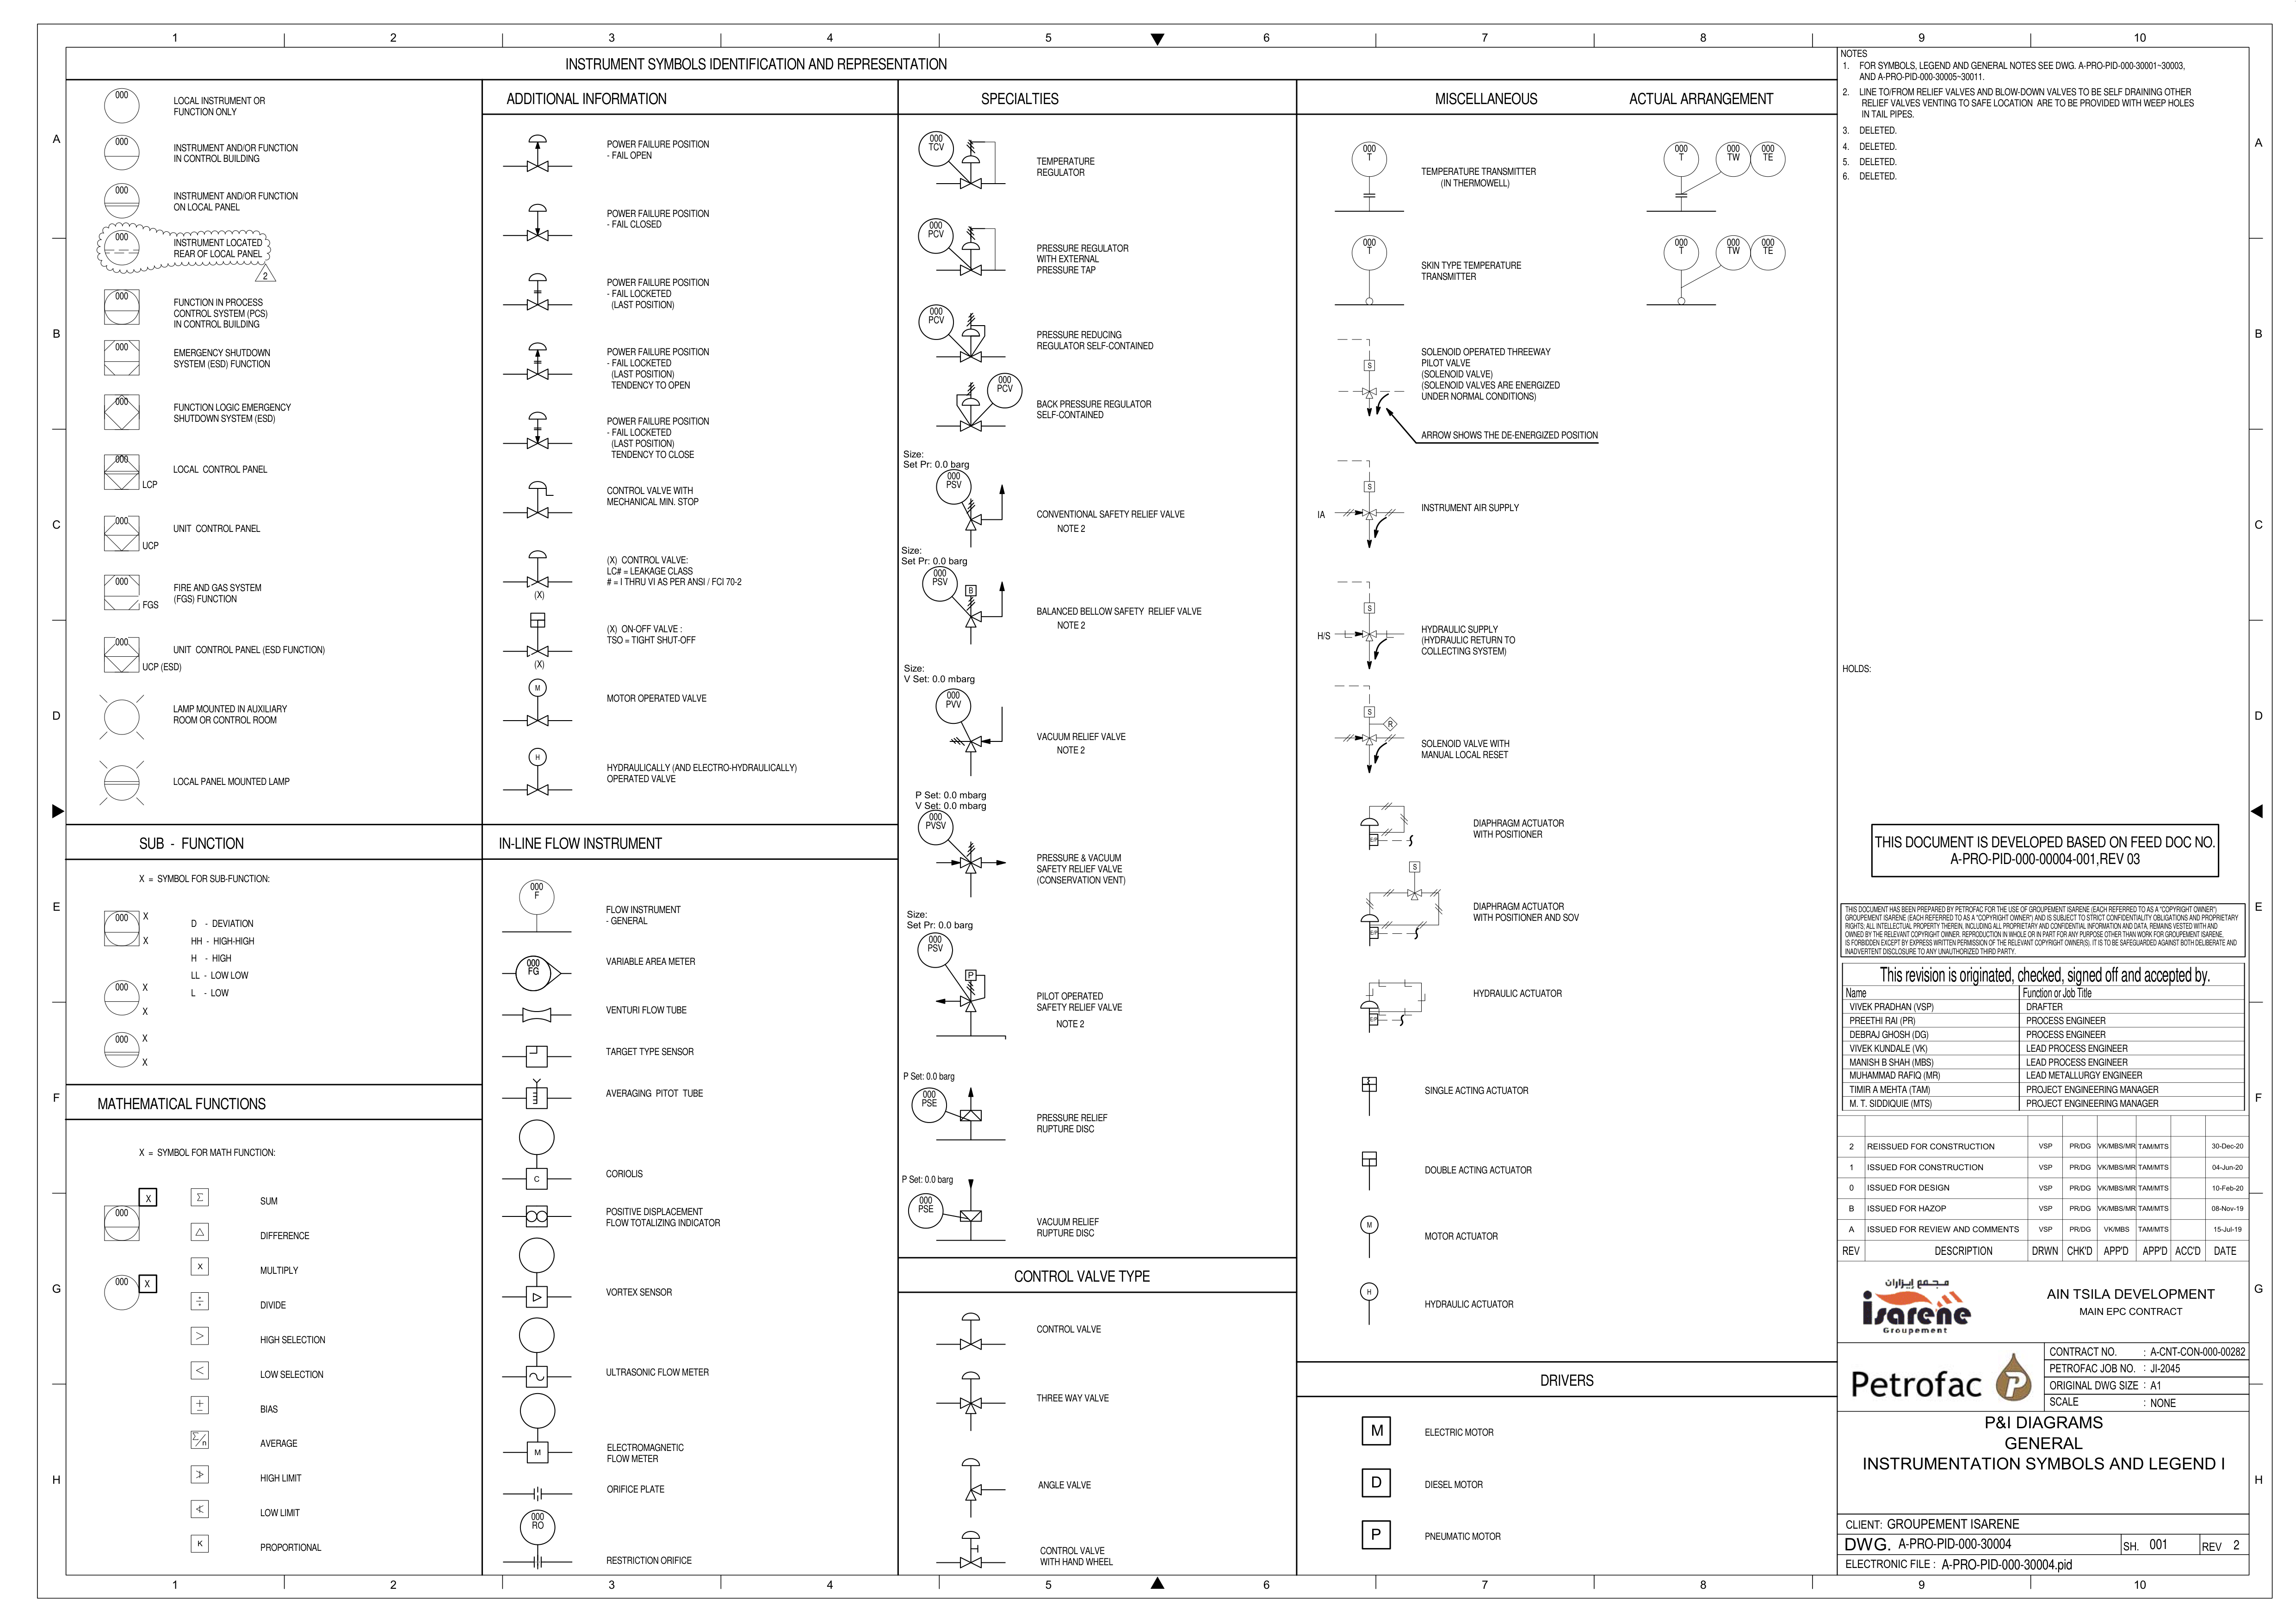 1 2 3 4 5 6 7 8 9 10
INSTRUMENT SYMBOLS IDENTIFICATION AND REPRESENTATION
000
LOCAL INSTRUMENT OR
FUNCTION ONLY
000
INSTRUMENT AND/OR FUNCTION
IN CONTROL BUILDING
000
INSTRUMENT AND/OR FUNCTION
ON LOCAL PANEL
000
INSTRUMENT LOCATED
REAR OF LOCAL PANEL
2
000
FUNCTION IN PROCESS
CONTROL SYSTEM (PCS)
IN CONTROL BUILDING
000
EMERGENCY SHUTDOWN
SYSTEM (ESD) FUNCTION
000
FUNCTION LOGIC EMERGENCY
SHUTDOWN SYSTEM (ESD)
000
LOCAL CONTROL PANEL
LCP
000
UNIT CONTROL PANEL
UCP
000
FIRE AND GAS SYSTEM
(FGS) FUNCTION
FGS
000
UNIT CONTROL PANEL (ESD FUNCTION)
UCP (ESD)
LAMP MOUNTED IN AUXILIARY
ROOM OR CONTROL ROOM
LOCAL PANEL MOUNTED LAMP
SUB - FUNCTION
X = SYMBOL FOR SUB-FUNCTION:
000 X
X
D - DEVIATION
HH - HIGH-HIGH
H - HIGH
LL - LOW LOW
L - LOW
000 X
X
000 X
X
MATHEMATICAL FUNCTIONS
X = SYMBOL FOR MATH FUNCTION:
X
000
000 X
Σ SUM
△ DIFFERENCE
X MULTIPLY
÷ DIVIDE
> HIGH SELECTION
< LOW SELECTION
± BIAS
Σ/n AVERAGE
HIGH LIMIT
LOW LIMIT
K PROPORTIONAL
ADDITIONAL INFORMATION
POWER FAILURE POSITION
- FAIL OPEN
POWER FAILURE POSITION
- FAIL CLOSED
POWER FAILURE POSITION
- FAIL LOCKETED
(LAST POSITION)
POWER FAILURE POSITION
- FAIL LOCKETED
(LAST POSITION)
TENDENCY TO OPEN
POWER FAILURE POSITION
- FAIL LOCKETED
(LAST POSITION)
TENDENCY TO CLOSE
CONTROL VALVE WITH
MECHANICAL MIN. STOP
(X) CONTROL VALVE:
LC# = LEAKAGE CLASS
# = I THRU VI AS PER ANSI / FCI 70-2
(X)
(X) ON-OFF VALVE :
TSO = TIGHT SHUT-OFF
(X)
M
MOTOR OPERATED VALVE
H
HYDRAULICALLY (AND ELECTRO-HYDRAULICALLY)
OPERATED VALVE
IN-LINE FLOW INSTRUMENT
000
F
FLOW INSTRUMENT
- GENERAL
000
FG
VARIABLE AREA METER
VENTURI FLOW TUBE
TARGET TYPE SENSOR
AVERAGING PITOT TUBE
C
CORIOLIS
POSITIVE DISPLACEMENT
FLOW TOTALIZING INDICATOR
VORTEX SENSOR
ULTRASONIC FLOW METER
M
ELECTROMAGNETIC
FLOW METER
ORIFICE PLATE
000
RO
RESTRICTION ORIFICE
SPECIALTIES
000
TCV
TEMPERATURE
REGULATOR
000
PCV
PRESSURE REGULATOR
WITH EXTERNAL
PRESSURE TAP
000
PCV
PRESSURE REDUCING
REGULATOR SELF-CONTAINED
000
PCV
BACK PRESSURE REGULATOR
SELF-CONTAINED
Size:
Set Pr: 0.0 barg
000
PSV
CONVENTIONAL SAFETY RELIEF VALVE
NOTE 2
Size:
Set Pr: 0.0 barg
000
PSV
B
BALANCED BELLOW SAFETY RELIEF VALVE
NOTE 2
Size:
V Set: 0.0 mbarg
000
PVV
VACUUM RELIEF VALVE
NOTE 2
P Set: 0.0 mbarg
V Set: 0.0 mbarg
000
PVSV
PRESSURE & VACUUM
SAFETY RELIEF VALVE
(CONSERVATION VENT)
Size:
Set Pr: 0.0 barg
000
PSV
P
PILOT OPERATED
SAFETY RELIEF VALVE
NOTE 2
P Set: 0.0 barg
000
PSE
PRESSURE RELIEF
RUPTURE DISC
P Set: 0.0 barg
000
PSE
VACUUM RELIEF
RUPTURE DISC
CONTROL VALVE TYPE
CONTROL VALVE
THREE WAY VALVE
ANGLE VALVE
CONTROL VALVE
WITH HAND WHEEL
MISCELLANEOUS ACTUAL ARRANGEMENT
000
T
TEMPERATURE TRANSMITTER
(IN THERMOWELL)
000 000 000
T TW TE
000
T
SKIN TYPE TEMPERATURE
TRANSMITTER
000 000 000
T TW TE
S
SOLENOID OPERATED THREEWAY
PILOT VALVE
(SOLENOID VALVE)
(SOLENOID VALVES ARE ENERGIZED
UNDER NORMAL CONDITIONS)
ARROW SHOWS THE DE-ENERGIZED POSITION
S
IA
INSTRUMENT AIR SUPPLY
S
H/S
HYDRAULIC SUPPLY
(HYDRAULIC RETURN TO
COLLECTING SYSTEM)
S
R
SOLENOID VALVE WITH
MANUAL LOCAL RESET
E/P
DIAPHRAGM ACTUATOR
WITH POSITIONER
S
E/P
DIAPHRAGM ACTUATOR
WITH POSITIONER AND SOV
E/P
HYDRAULIC ACTUATOR
SINGLE ACTING ACTUATOR
DOUBLE ACTING ACTUATOR
M
MOTOR ACTUATOR
H
HYDRAULIC ACTUATOR
DRIVERS
M ELECTRIC MOTOR
D DIESEL MOTOR
P PNEUMATIC MOTOR
NOTES
1. FOR SYMBOLS, LEGEND AND GENERAL NOTES SEE DWG. A-PRO-PID-000-30001~30003,
AND A-PRO-PID-000-30005~30011.
2. LINE TO/FROM RELIEF VALVES AND BLOW-DOWN VALVES TO BE SELF DRAINING OTHER
RELIEF VALVES VENTING TO SAFE LOCATION ARE TO BE PROVIDED WITH WEEP HOLES
IN TAIL PIPES.
3. DELETED.
4. DELETED.
5. DELETED.
6. DELETED.
HOLDS:
THIS DOCUMENT IS DEVELOPED BASED ON FEED DOC NO.
A-PRO-PID-000-00004-001,REV 03
THIS DOCUMENT HAS BEEN PREPARED BY PETROFAC FOR THE USE OF GROUPEMENT ISARENE (EACH REFERRED TO AS A "COPYRIGHT OWNER")
GROUPEMENT ISARENE (EACH REFERRED TO AS A "COPYRIGHT OWNER") AND IS SUBJECT TO STRICT CONFIDENTIALITY OBLIGATIONS AND PROPRIETARY
RIGHTS; ALL INTELLECTUAL PROPERTY THEREIN, INCLUDING ALL PROPRIETARY AND CONFIDENTIAL INFORMATION AND DATA, REMAINS VESTED WITH AND
OWNED BY THE RELEVANT COPYRIGHT OWNER. REPRODUCTION IN WHOLE OR IN PART FOR ANY PURPOSE OTHER THAN WORK FOR GROUPEMENT ISARENE,
IS FORBIDDEN EXCEPT BY EXPRESS WRITTEN PERMISSION OF THE RELEVANT COPYRIGHT OWNER(S). IT IS TO BE SAFEGUARDED AGAINST BOTH DELIBERATE AND
INADVERTENT DISCLOSURE TO ANY UNAUTHORIZED THIRD PARTY.
This revision is originated, checked, signed off and accepted by.
Name Function or Job Title
VIVEK PRADHAN (VSP) DRAFTER
PREETHI RAI (PR) PROCESS ENGINEER
DEBRAJ GHOSH (DG) PROCESS ENGINEER
VIVEK KUNDALE (VK) LEAD PROCESS ENGINEER
MANISH B SHAH (MBS) LEAD PROCESS ENGINEER
MUHAMMAD RAFIQ (MR) LEAD METALLURGY ENGINEER
TIMIR A MEHTA (TAM) PROJECT ENGINEERING MANAGER
M. T. SIDDIQUIE (MTS) PROJECT ENGINEERING MANAGER
2 REISSUED FOR CONSTRUCTION VSP PR/DG VK/MBS/MR TAM/MTS 30-Dec-20
1 ISSUED FOR CONSTRUCTION VSP PR/DG VK/MBS/MR TAM/MTS 04-Jun-20
0 ISSUED FOR DESIGN VSP PR/DG VK/MBS/MR TAM/MTS 10-Feb-20
B ISSUED FOR HAZOP VSP PR/DG VK/MBS/MR TAM/MTS 08-Nov-19
A ISSUED FOR REVIEW AND COMMENTS VSP PR/DG VK/MBS TAM/MTS 15-Jul-19
REV DESCRIPTION DRWN CHK'D APP'D APP'D ACC'D DATE
مجمع إيزاران
isarene
Groupement
AIN TSILA DEVELOPMENT
MAIN EPC CONTRACT
Petrofac
P
CONTRACT NO. : A-CNT-CON-000-00282
PETROFAC JOB NO. : JI-2045
ORIGINAL DWG SIZE : A1
SCALE : NONE
P&I DIAGRAMS
GENERAL
INSTRUMENTATION SYMBOLS AND LEGEND I
CLIENT: GROUPEMENT ISARENE
DWG. A-PRO-PID-000-30004 SH. 001 REV 2
ELECTRONIC FILE : A-PRO-PID-000-30004.pid
A A
B B
C C
D D
E E
F F
G G
H H
1 2 3 4 5 6 7 8 9 10